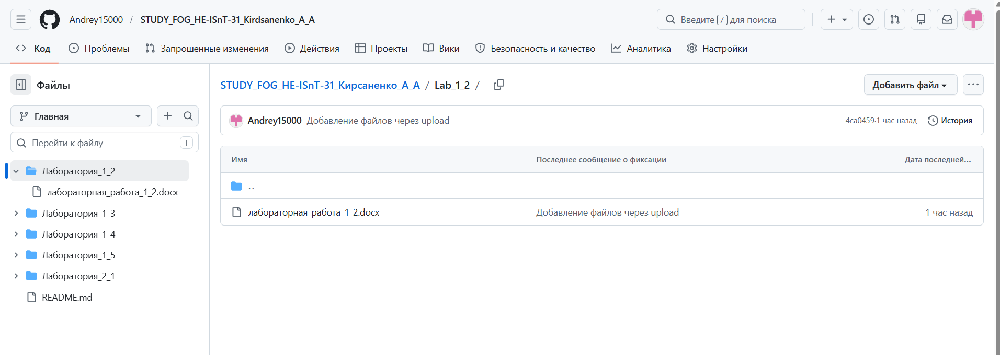 Andrey15000 / STUDY_FOG_HE-ISnT-31_Kirdsanenko_A_A
Введите / для поиска
Код
Проблемы
Запрошенные изменения
Действия
Проекты
Вики
Безопасность и качество
Аналитика
Настройки
Файлы
Главная
Перейти к файлу
T
Лаборатория_1_2
лабораторная_работа_1_2.docx
Лаборатория_1_3
Лаборатория_1_4
Лаборатория_1_5
Лаборатория_2_1
README.md
STUDY_FOG_HE-ISnT-31_Кирсаненко_А_А / Lab_1_2 /
Добавить файл
Andrey15000 Добавление файлов через upload
4ca0459·1 час назад
История
Имя
Последнее сообщение о фиксации
Дата последней...
..
лабораторная_работа_1_2.docx
Добавление файлов через upload
1 час назад